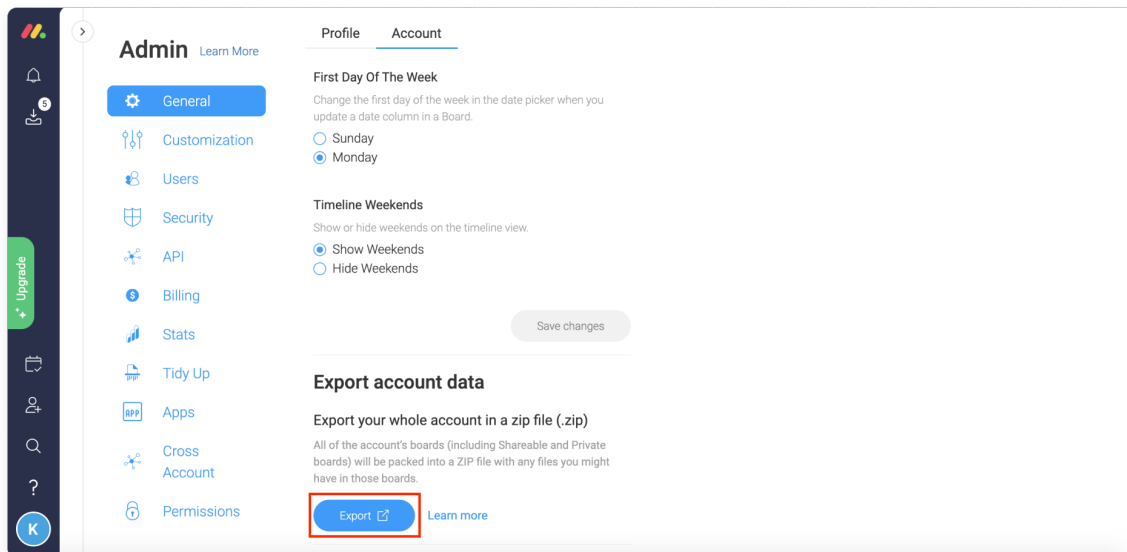 5
Upgrade
?
K
Admin Learn More
General
Customization
Users
Security
API
Billing
Stats
Tidy Up
APP Apps
Cross
Account
Permissions
Profile Account
First Day Of The Week
Change the first day of the week in the date picker when you
update a date column in a Board.
Sunday
Monday
Timeline Weekends
Show or hide weekends on the timeline view.
Show Weekends
Hide Weekends
Save changes
Export account data
Export your whole account in a zip file (.zip)
All of the account's boards (including Shareable and Private
boards) will be packed into a ZIP file with any files you might
have in those boards.
Export Learn more